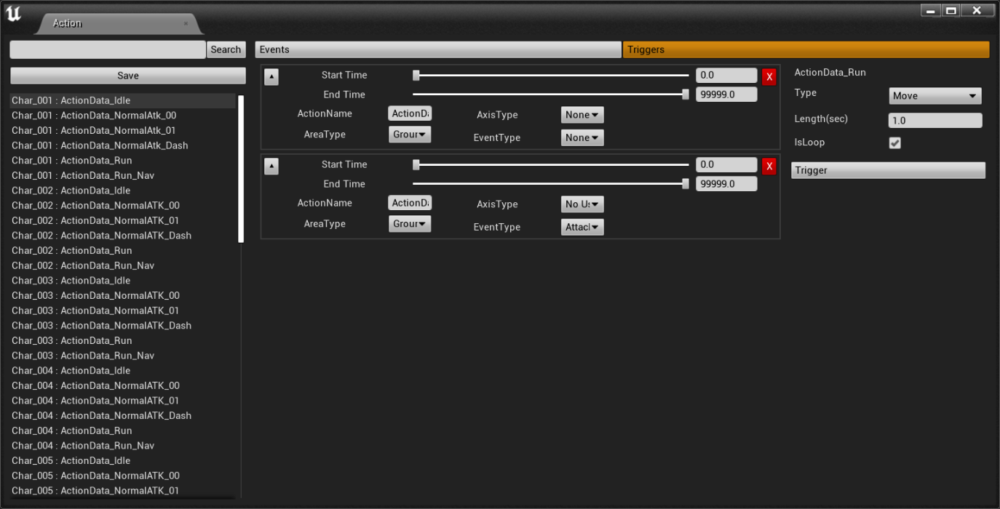 Action
Search
Events
Triggers
Save
Char_001 : ActionData_Idle
Char_001 : ActionData_NormalAtk_00
Char_001 : ActionData_NormalAtk_01
Char_001 : ActionData_NormalAtk_Dash
Char_001 : ActionData_Run
Char_001 : ActionData_Run_Nav
Char_002 : ActionData_Idle
Char_002 : ActionData_NormalATK_00
Char_002 : ActionData_NormalATK_01
Char_002 : ActionData_NormalATK_Dash
Char_002 : ActionData_Run
Char_002 : ActionData_Run_Nav
Char_003 : ActionData_Idle
Char_003 : ActionData_NormalATK_00
Char_003 : ActionData_NormalATK_01
Char_003 : ActionData_NormalATK_Dash
Char_003 : ActionData_Run
Char_003 : ActionData_Run_Nav
Char_004 : ActionData_Idle
Char_004 : ActionData_NormalATK_00
Char_004 : ActionData_NormalATK_01
Char_004 : ActionData_NormalATK_Dash
Char_004 : ActionData_Run
Char_004 : ActionData_Run_Nav
Char_005 : ActionData_Idle
Char_005 : ActionData_NormalATK_00
Char_005 : ActionData_NormalATK_01
Start Time 0.0 X
End Time 99999.0
ActionName ActionD AxisType None
AreaType Grour EventType None
Start Time 0.0 X
End Time 99999.0
ActionName ActionD AxisType No U
AreaType Grour EventType Attac
ActionData_Run
Type Move
Length(sec) 1.0
IsLoop
Trigger